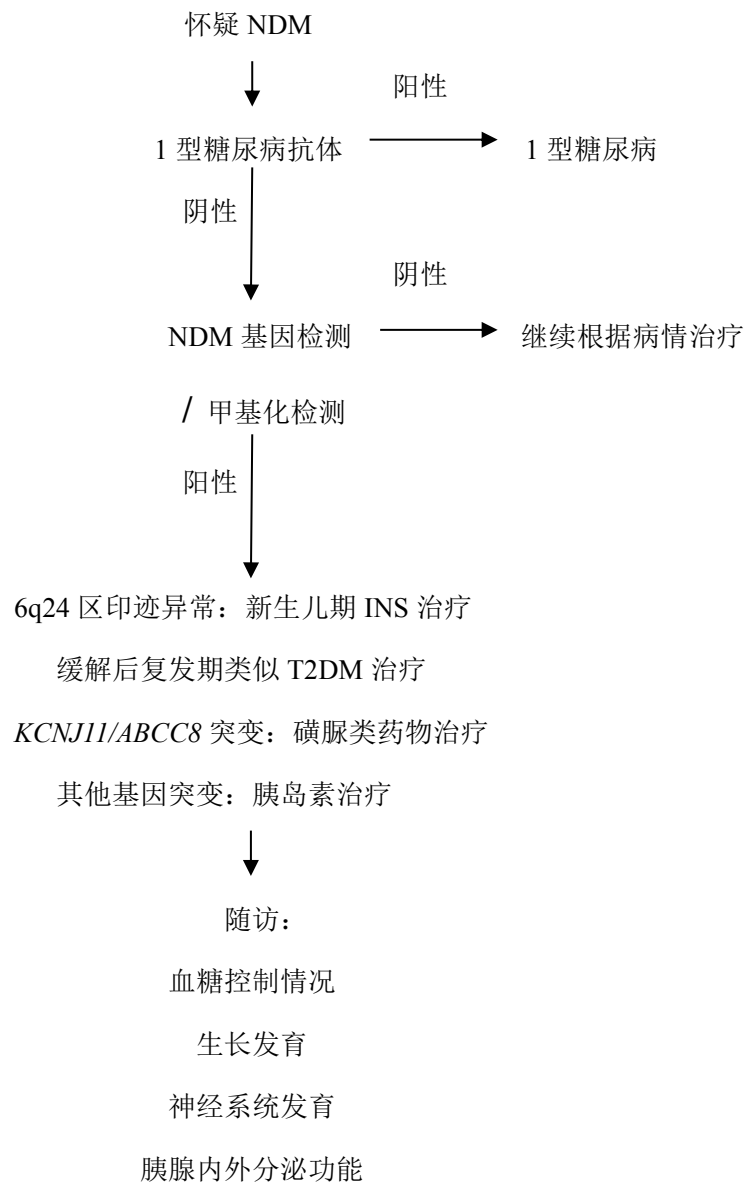 怀疑 NDM
阳性
1 型糖尿病抗体
1 型糖尿病
阴性
阴性
NDM 基因检测
继续根据病情治疗
/ 甲基化检测
阳性
6q24 区印迹异常：新生儿期 INS 治疗
缓解后复发期类似 T2DM 治疗
KCNJ11/ABCC8 突变：磺脲类药物治疗
其他基因突变：胰岛素治疗
随访：
血糖控制情况
生长发育
神经系统发育
胰腺内外分泌功能